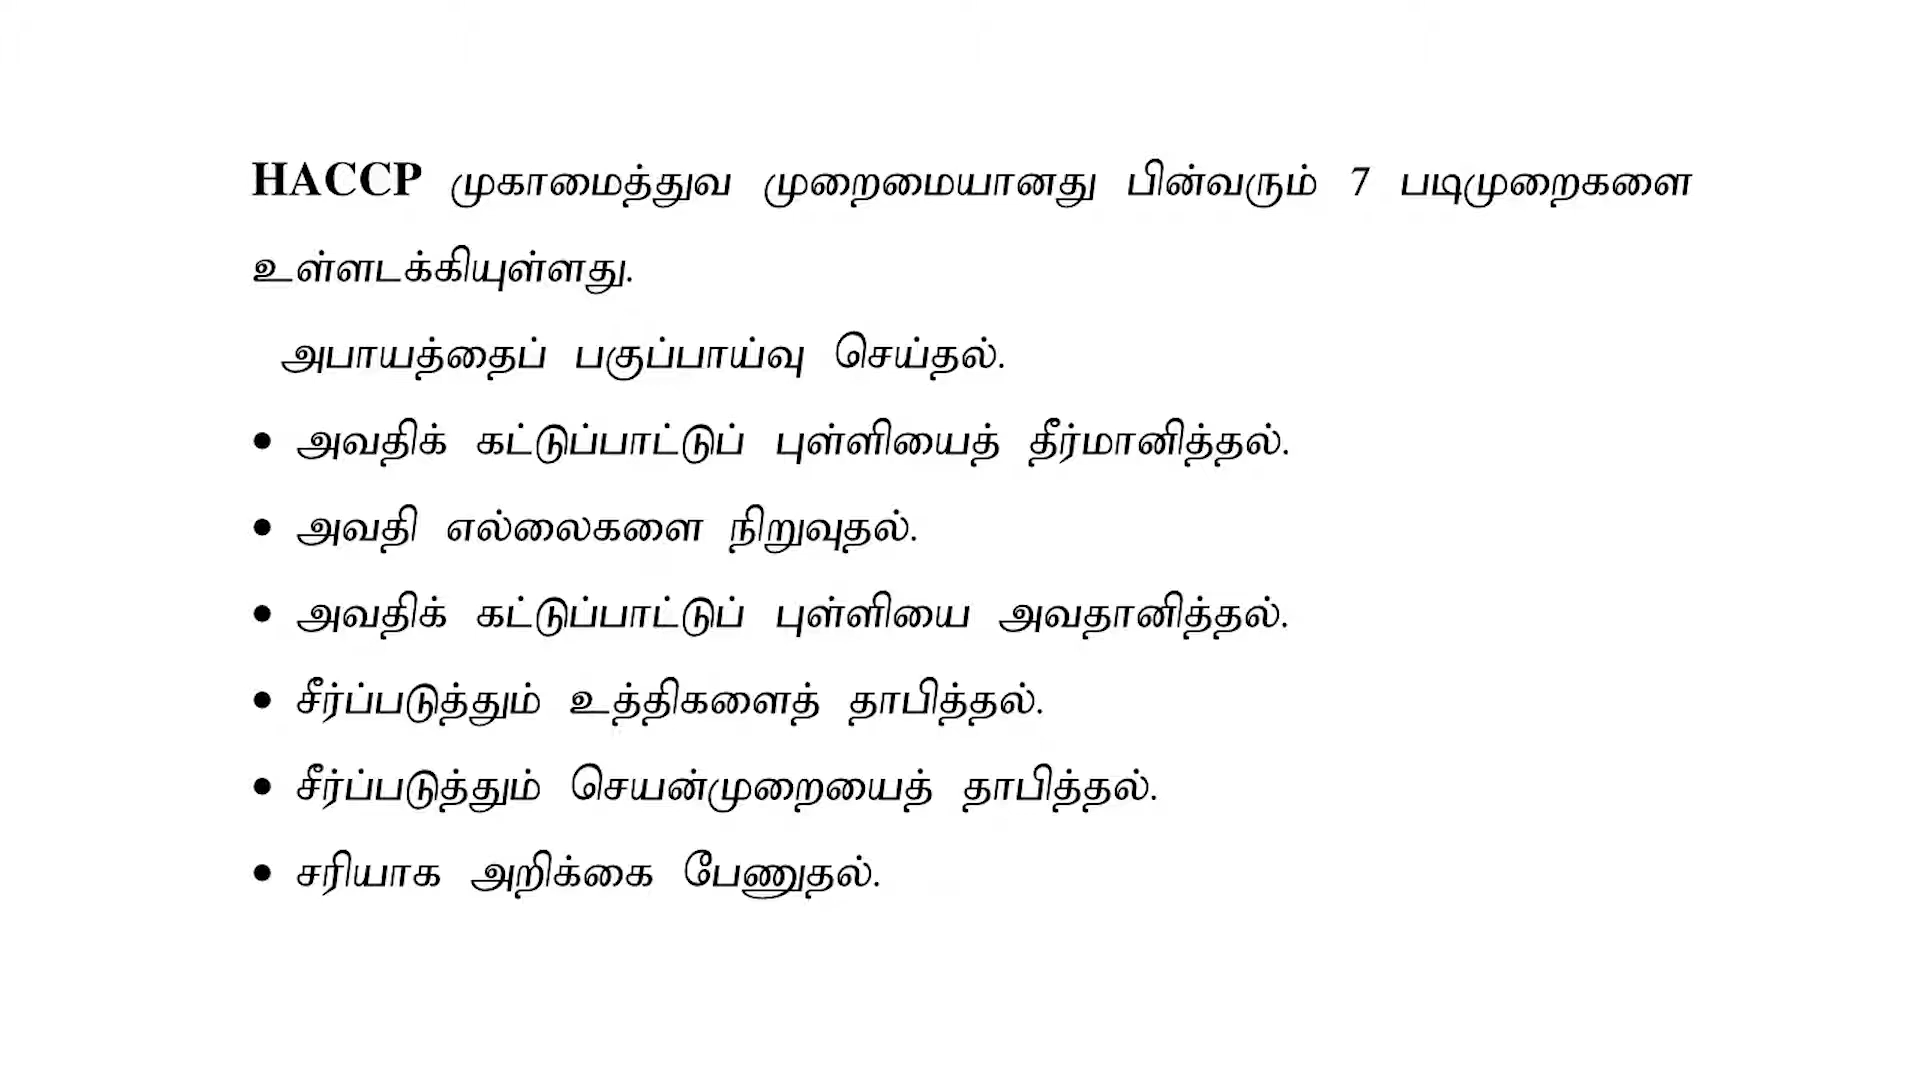 HACCP முகாமைத்துவ முறைமையானது பின்வரும் 7 படிமுறைகளை
உள்ளடக்கியுள்ளது.
அபாயத்தைப் பகுப்பாய்வு செய்தல்.
• அவதிக் கட்டுப்பாட்டுப் புள்ளியைத் தீர்மானித்தல்.
• அவதி எல்லைகளை நிறுவுதல்.
• அவதிக் கட்டுப்பாட்டுப் புள்ளியை அவதானித்தல்.
• சீர்ப்படுத்தும் உத்திகளைத் தாபித்தல்.
• சீர்ப்படுத்தும் செயன்முறையைத் தாபித்தல்.
• சரியாக அறிக்கை பேணுதல்.